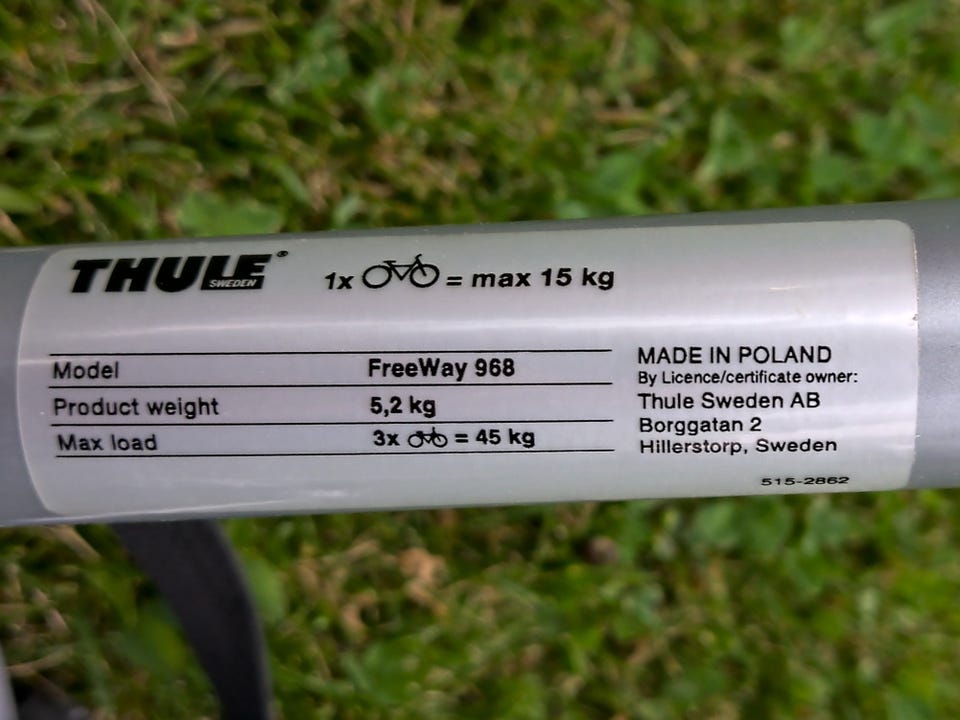 THULE®
SWEDEN
1x = max 15 kg
Model FreeWay 968
Product weight 5,2 kg
Max load 3x = 45 kg
MADE IN POLAND
By Licence/certificate owner:
Thule Sweden AB
Borggatan 2
Hillerstorp, Sweden
515-2862